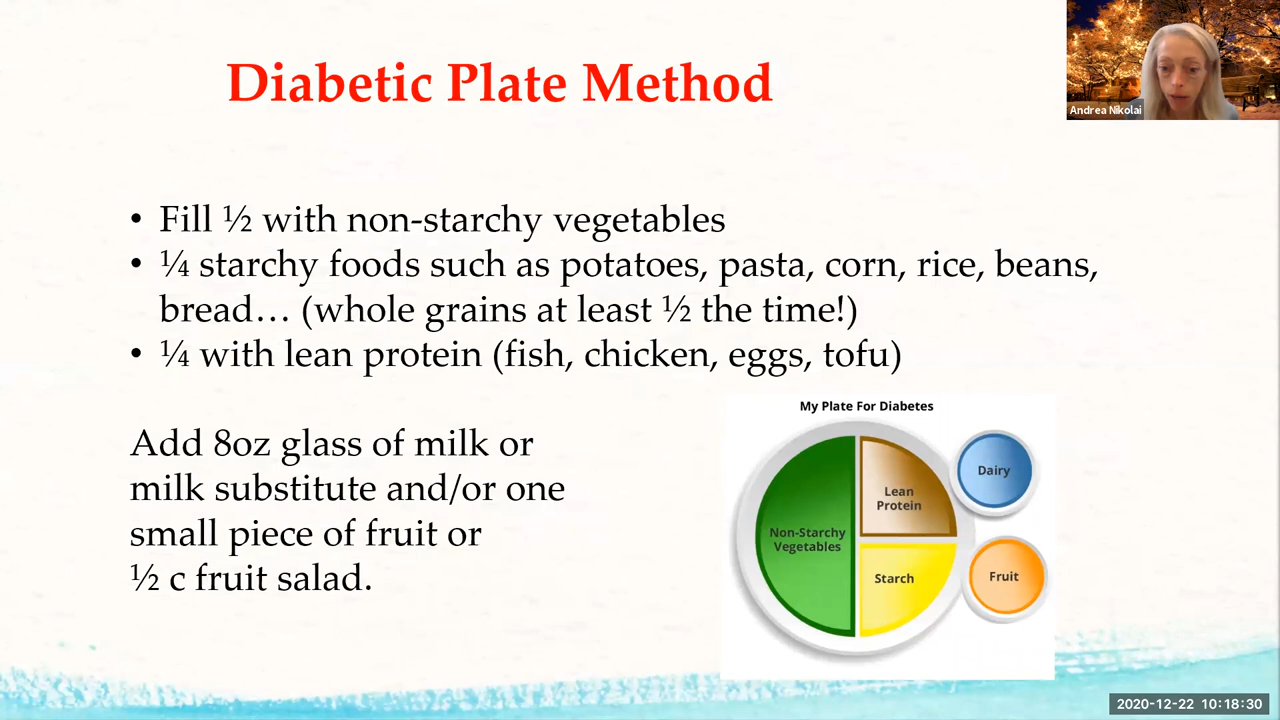 Diabetic Plate Method
Andrea Nikolai
• Fill ½ with non-starchy vegetables
• ¼ starchy foods such as potatoes, pasta, corn, rice, beans,
bread… (whole grains at least ½ the time!)
• ¼ with lean protein (fish, chicken, eggs, tofu)
Add 8oz glass of milk or
milk substitute and/or one
small piece of fruit or
½ c fruit salad.
My Plate For Diabetes
Non-Starchy
Vegetables
Lean
Protein
Starch
Dairy
Fruit
2020-12-22 10:18:30